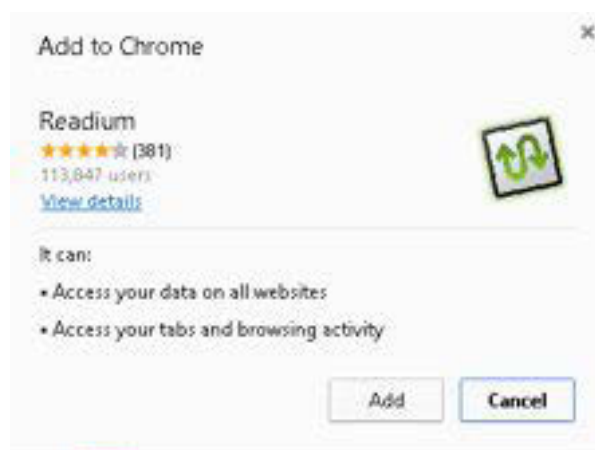 Add to Chrome
Readium
(381)
113,847 users
View details
It can:
• Access your data on all websites
• Access your tabs and browsing activity
Add
Cancel